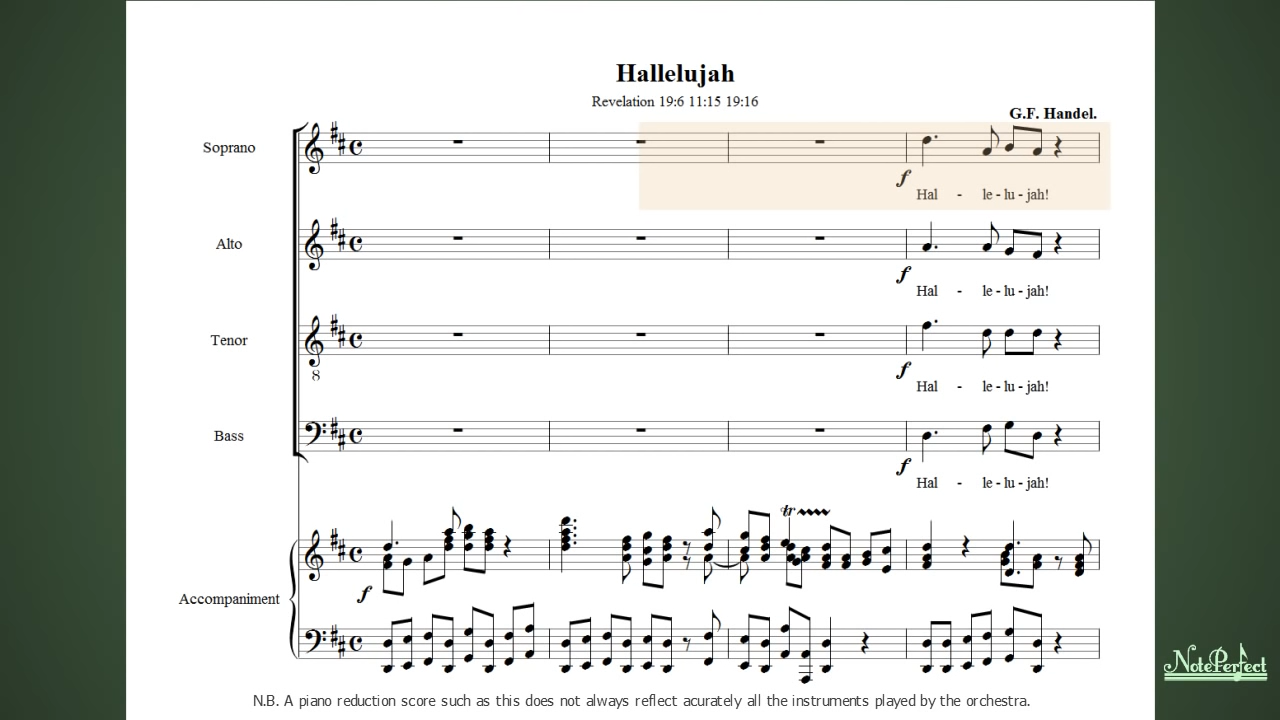 Hallelujah
Revelation 19:6 11:15 19:16
G.F. Handel.
Soprano
f
Hal - le - lu - jah!
Alto
f
Hal - le - lu - jah!
Tenor
8
f
Hal - le - lu - jah!
Bass
f
Hal - le - lu - jah!
tr
f
Accompaniment
NotePerfect
N.B. A piano reduction score such as this does not always reflect acurately all the instruments played by the orchestra.